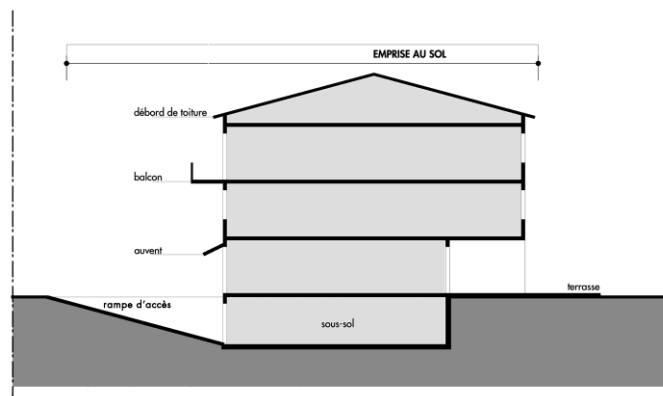 EMPRISE AU SOL
débord de toiture
balcon
auvent
terrasse
rampe d'accès
sous-sol